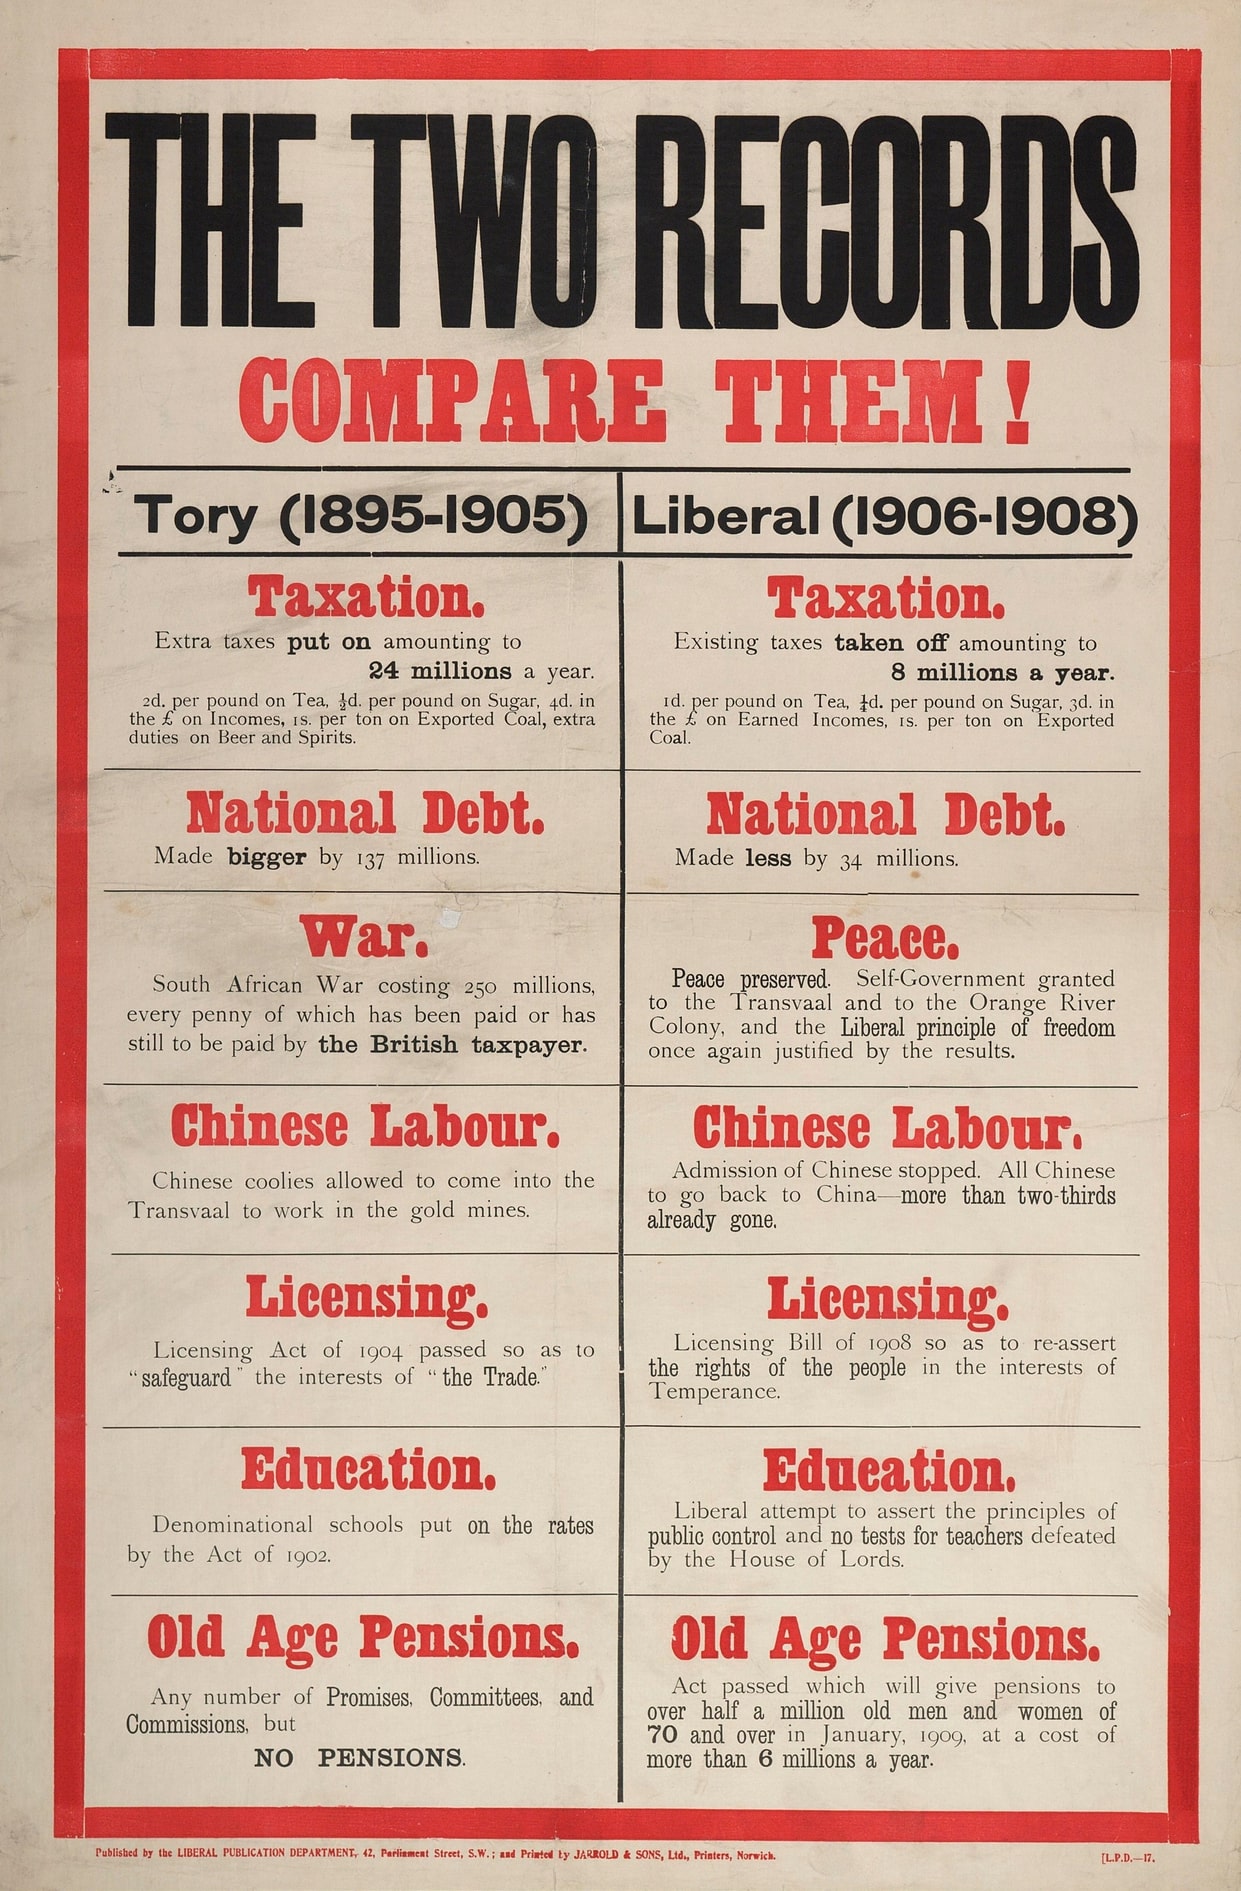 THE TWO RECORDS
COMPARE THEM!
Tory (1895-1905)
Extra taxes put on amounting to
24 millions a year.
2d. per pound on Tea, ½d. per pound on Sugar, 4d. in
the £ on Incomes, 1s. per ton on Exported Coal, extra
duties on Beer and Spirits.
National Debt.
Made bigger by 137 millions.
War.
South African War costing 250 millions,
every penny of which has been paid or has
still to be paid by the British taxpayer.
Chinese Labour.
Chinese coolies allowed to come into the
Transvaal to work in the gold mines.
Licensing.
Licensing Act of 1904 passed so as to
"safeguard" the interests of "the Trade."
Education.
Denominational schools put on the rates
by the Act of 1902.
Old Age Pensions.
Any number of Promises, Committees, and
Commissions, but
NO PENSIONS.
Liberal (1906-1908)
Taxation.
Existing taxes taken off amounting to
8 millions a year.
1d. per pound on Tea, ¼d. per pound on Sugar, 3d. in
the £ on Earned Incomes, 1s. per ton on Exported
Coal.
National Debt.
Made less by 34 millions.
Peace.
Peace preserved. Self-Government granted
to the Transvaal and to the Orange River
Colony, and the Liberal principle of freedom
once again justified by the results.
Chinese Labour.
Admission of Chinese stopped. All Chinese
to go back to China—more than two-thirds
already gone.
Licensing.
Licensing Bill of 1908 so as to re-assert
the rights of the people in the interests of
Temperance.
Education.
Liberal attempt to assert the principles of
public control and no tests for teachers defeated
by the House of Lords.
Old Age Pensions.
Act passed which will give pensions to
over half a million old men and women of
70 and over in January, 1909, at a cost of
more than 6 millions a year.
Published by the LIBERAL PUBLICATION DEPARTMENT, 42, Parliament Street, S.W.; and Printed by JARROLD & SONS, Ltd., Printers, Norwich.
[L.P.D.—17.